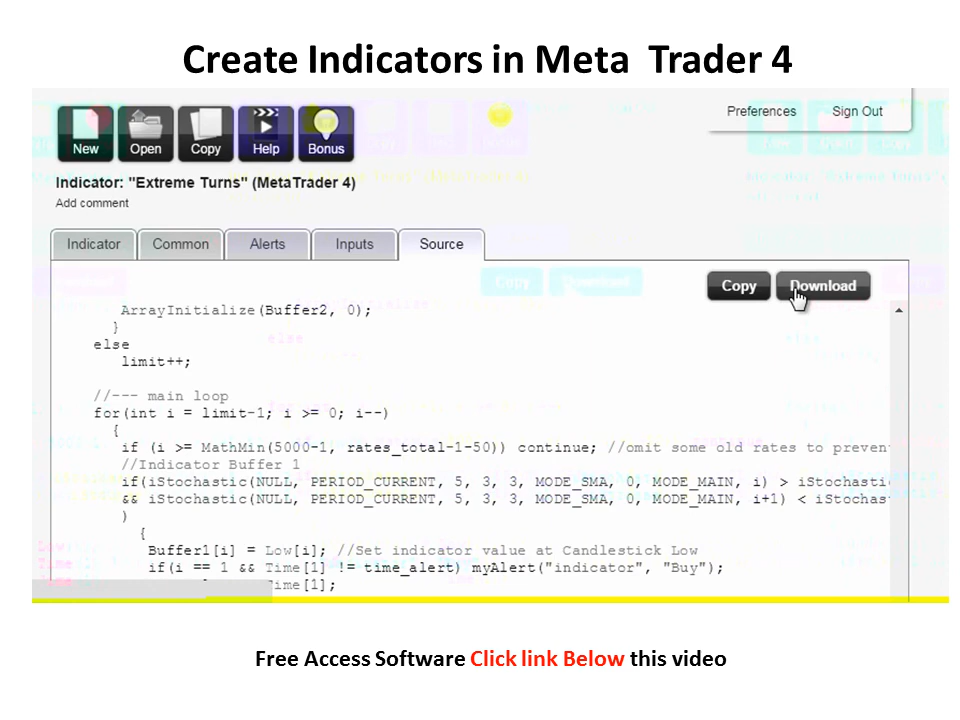 Create Indicators in Meta Trader 4
Preferences Sign Out
New Open Copy Help Bonus
Indicator: "Extreme Turns" (MetaTrader 4)
Add comment
Indicator Common Alerts Inputs Source
Copy Download
ArrayInitialize(Buffer2, 0);
}
else
limit++;
//--- main loop
for(int i = limit-1; i >= 0; i--)
{
if (i >= MathMin(5000-1, rates_total-1-50)) continue; //omit some old rates to preven
//Indicator Buffer 1
if(iStochastic(NULL, PERIOD_CURRENT, 5, 3, 3, MODE_SMA, 0, MODE_MAIN, i) > iStochasti
&& iStochastic(NULL, PERIOD_CURRENT, 5, 3, 3, MODE_SMA, 0, MODE_MAIN, i+1) < iStochas
)
{
Buffer1[i] = Low[i]; //Set indicator value at Candlestick Low
if(i == 1 && Time[1] != time_alert) myAlert("indicator", "Buy");
Time[1];
Free Access Software Click link Below this video